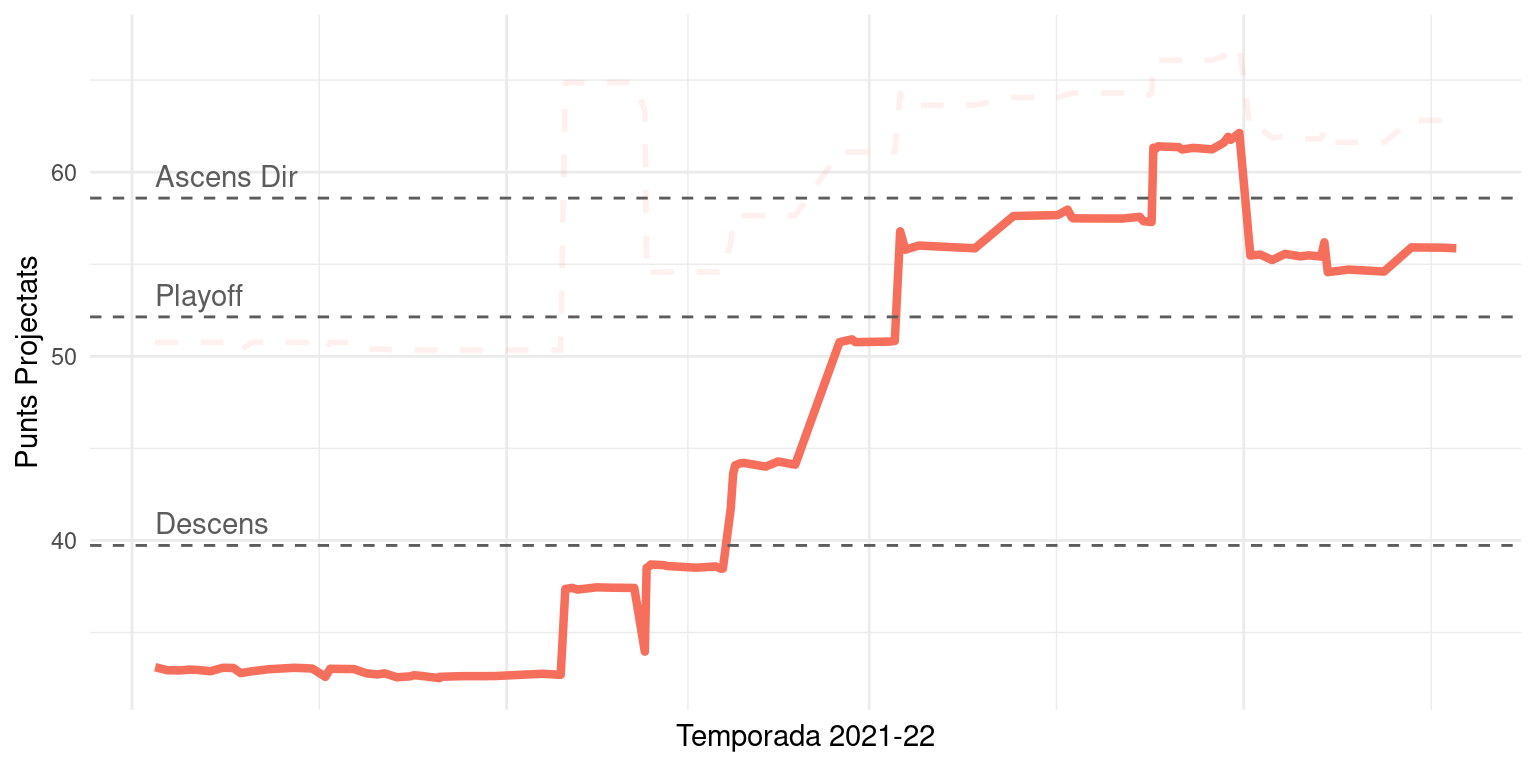 60
50
40
Ascens Dir
Playoff
Descens
Punts Projectats
Temporada 2021-22